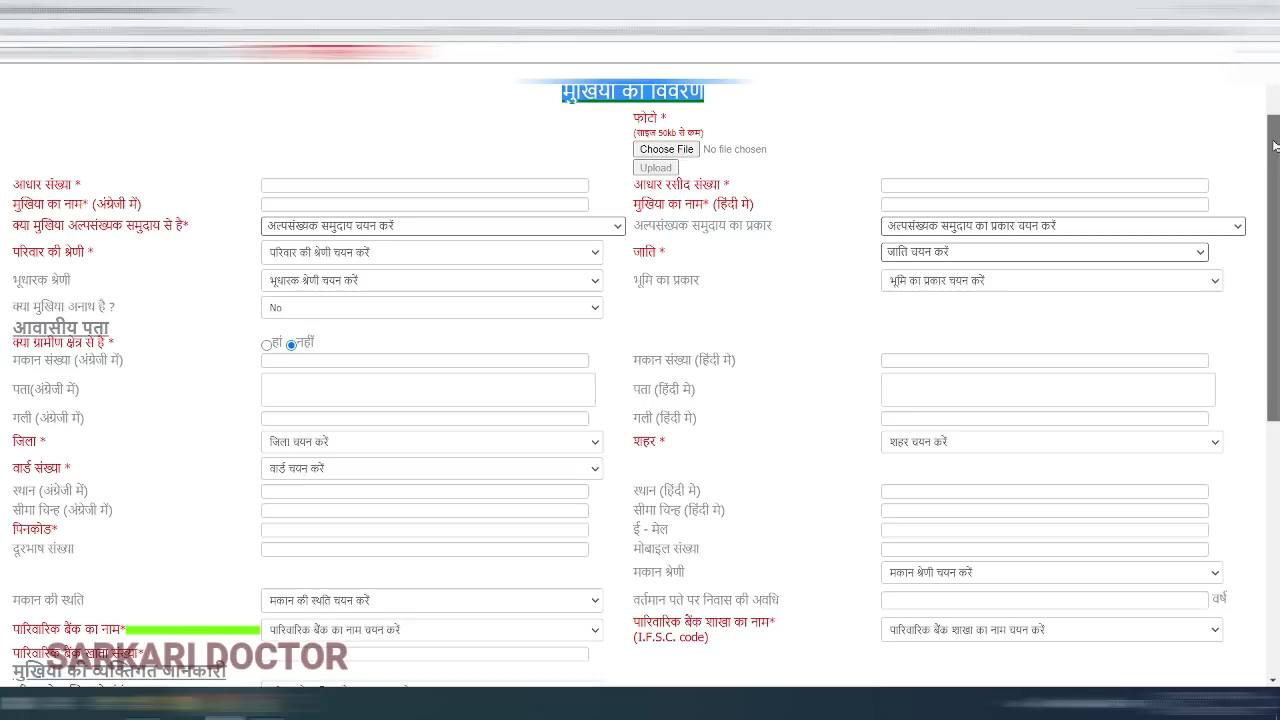 मुखिया का विवरण
फोटो *
(साइज 50kb से कम)
Choose File No file chosen
Upload
आधार संख्या * आधार रसीद संख्या *
मुखिया का नाम* (अंग्रेजी में) मुखिया का नाम* (हिंदी मे)
क्या मुखिया अल्पसंख्यक समुदाय से है* अल्पसंख्यक समुदाय चयन करें अल्पसंख्यक समुदाय का प्रकार अल्पसंख्यक समुदाय का प्रकार चयन करें
परिवार की श्रेणी * परिवार की श्रेणी चयन करें जाति * जाति चयन करें
भूधारक श्रेणी भूधारक श्रेणी चयन करें भूमि का प्रकार भूमि का प्रकार चयन करें
क्या मुखिया अनाथ है ? No
आवासीय पता
क्या ग्रामीण क्षेत्र से है * हां नहीं
मकान संख्या (अंग्रेजी में) मकान संख्या (हिंदी मे)
पता(अंग्रेजी में) पता (हिंदी मे)
गली (अंग्रेजी में) गली (हिंदी मे)
जिला * जिला चयन करें शहर * शहर चयन करें
वार्ड संख्या * वार्ड चयन करें
स्थान (अंग्रेजी में) स्थान (हिंदी मे)
सीमा चिन्ह (अंग्रेजी में) सीमा चिन्ह (हिंदी मे)
पिनकोड* ई - मेल
दूरभाष संख्या मोबाइल संख्या
मकान श्रेणी मकान श्रेणी चयन करें
मकान की स्थति मकान की स्थति चयन करें वर्तमान पते पर निवास की अवधि वर्ष
पारिवारिक बैंक का नाम* पारिवारिक बैंक का नाम चयन करें पारिवारिक बैंक शाखा का नाम* पारिवारिक बैंक शाखा का नाम चयन करें
(I.F.S.C. code)
पारिवारिक बैंक खाता संख्या*
SARKARI DOCTOR
मुखिया की व्यक्तिगत जानकारी